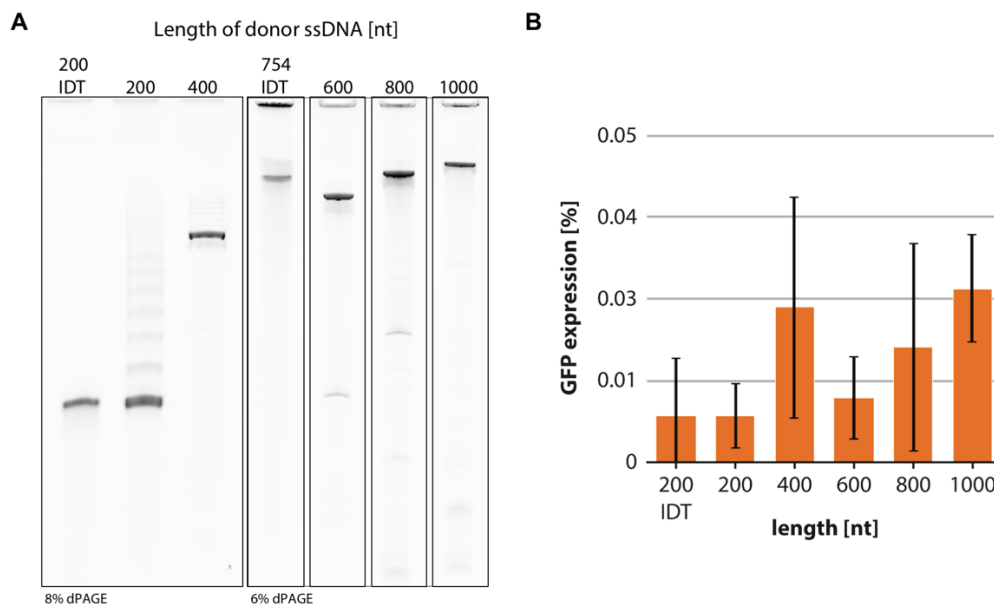 A
Length of donor ssDNA [nt]
200 IDT
200
400
754 IDT
600
800
1000
8% dPAGE
6% dPAGE
B
GFP expression [%]
0.05
0.04
0.03
0.01
0
200 IDT
200
400
600
800
1000
length [nt]